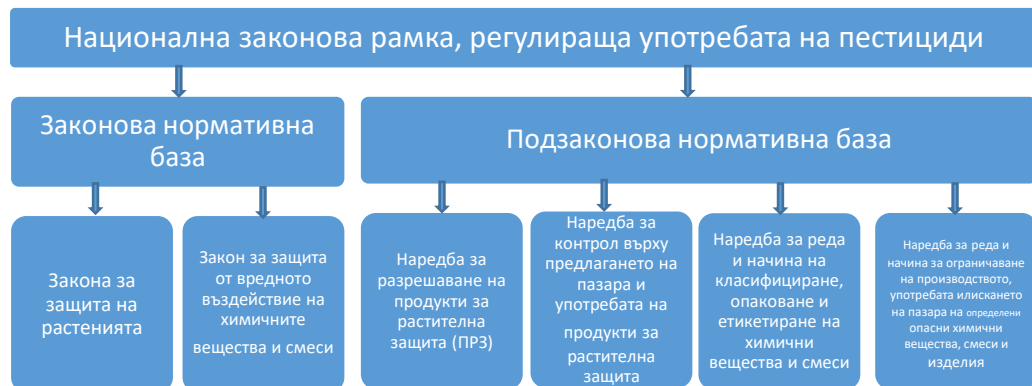 Национална законова рамка, регулираща употребата на пестициди
Законова нормативна
база
Подзаконова нормативна база
Закона за
защита на
растенията
Закон за защита
от вредното
въздействие на
химичните
вещества и смеси
Наредба за
разрешаване на
продукти за
растителна
защита (ПРЗ)
Наредба за
контрол върху
предлагането на
пазара и
употребата на
продукти за
растителна
защита
Наредба за реда
и начина на
класифициране,
опаковане и
етикетиране на
химични
вещества и смеси
Наредба за реда и
начина за ограничаване
на производството,
употребата илискането
на пазара на определени
опасни химични
вещества, смеси и
изделия